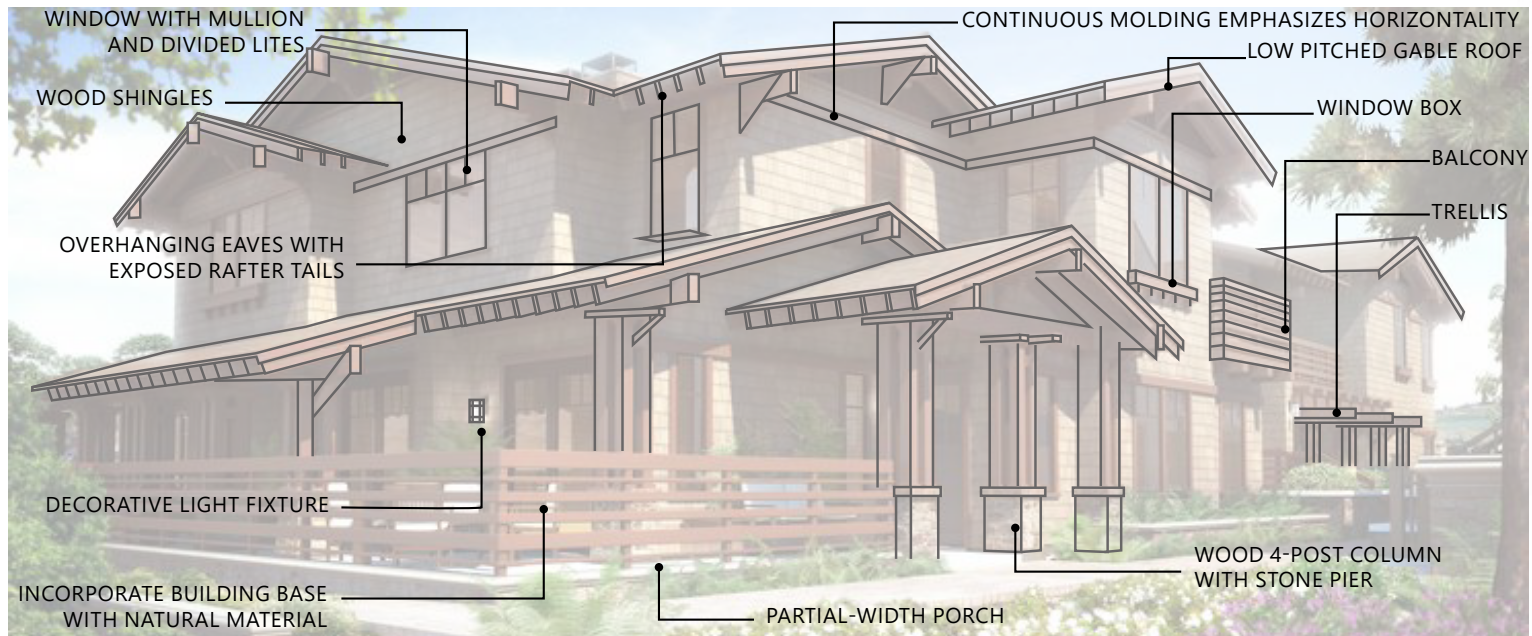 WINDOW WITH MULLION
AND DIVIDED LITES
CONTINUOUS MOLDING EMPHASIZES HORIZONTALITY
LOW PITCHED GABLE ROOF
WOOD SHINGLES
WINDOW BOX
BALCONY
TRELLIS
OVERHANGING EAVES WITH
EXPOSED RAFTER TAILS
DECORATIVE LIGHT FIXTURE
WOOD 4-POST COLUMN
WITH STONE PIER
INCORPORATE BUILDING BASE
WITH NATURAL MATERIAL
PARTIAL-WIDTH PORCH